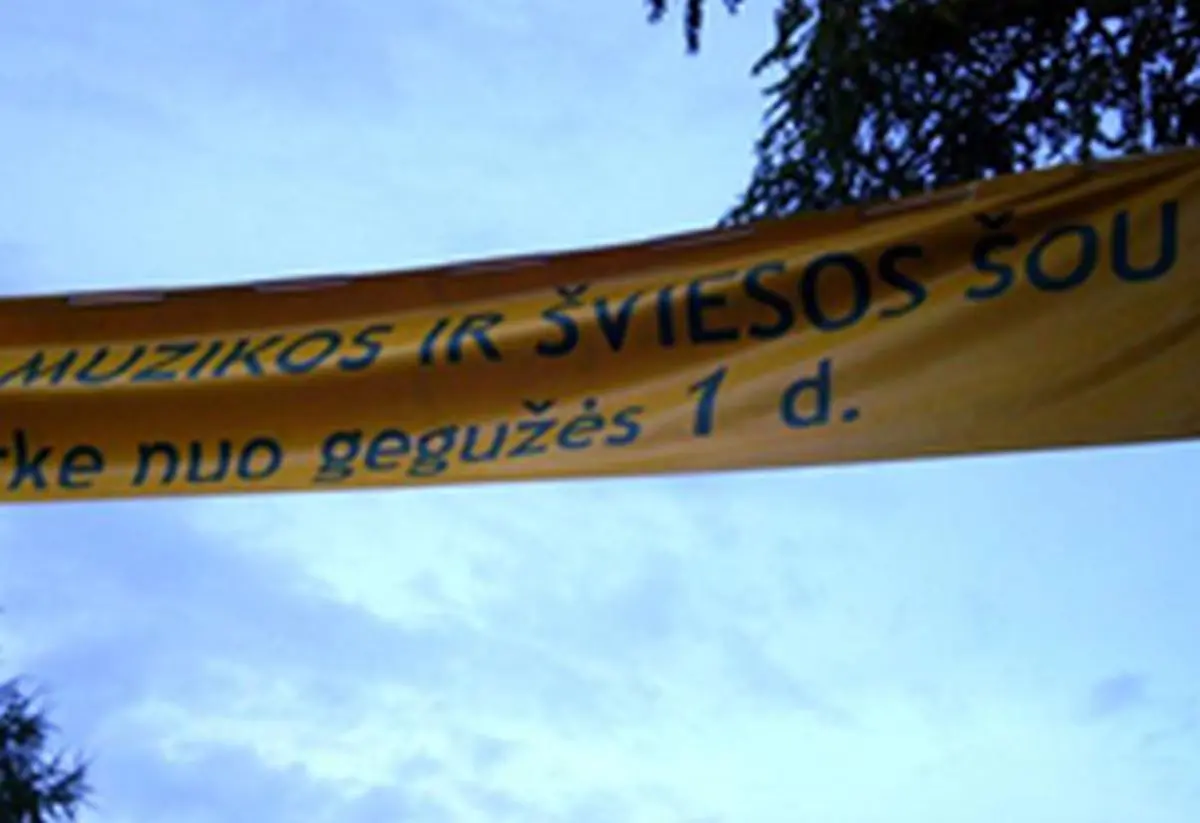 MUZIKOS IR ŠVIESOS ŠOU
rke nuo gegužės 1 d.